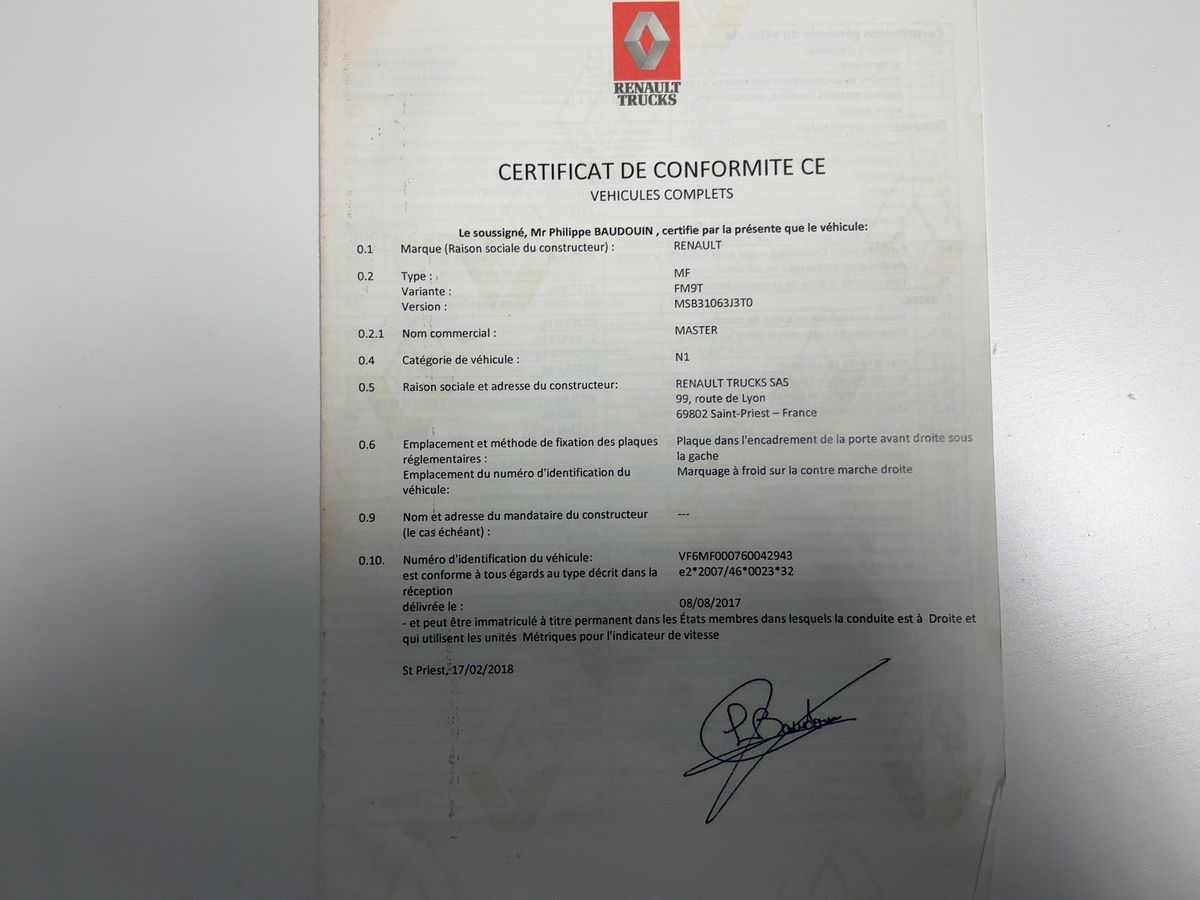 RENAULT
TRUCKS
CERTIFICAT DE CONFORMITE CE
VEHICULES COMPLETS
Le soussigné, Mr Philippe BAUDOUIN , certifie par la présente que le véhicule:
0.1 Marque (Raison sociale du constructeur) : RENAULT
0.2 Type : MF
Variante : FM9T
Version : MSB31063J3T0
0.2.1 Nom commercial : MASTER
0.4 Catégorie de véhicule : N1
0.5 Raison sociale et adresse du constructeur: RENAULT TRUCKS SAS
99, route de Lyon
69802 Saint-Priest – France
0.6 Emplacement et méthode de fixation des plaques Plaque dans l'encadrement de la porte avant droite sous
réglementaires : la gache
Emplacement du numéro d'identification du Marquage à froid sur la contre marche droite
véhicule:
0.9 Nom et adresse du mandataire du constructeur ---
(le cas échéant) :
0.10. Numéro d'identification du véhicule: VF6MF000760042943
est conforme à tous égards au type décrit dans la e2*2007/46*0023*32
réception
délivrée le : 08/08/2017
- et peut être immatriculé à titre permanent dans les États membres dans lesquels la conduite est à Droite et
qui utilisent les unités Métriques pour l'indicateur de vitesse
St Priest, 17/02/2018